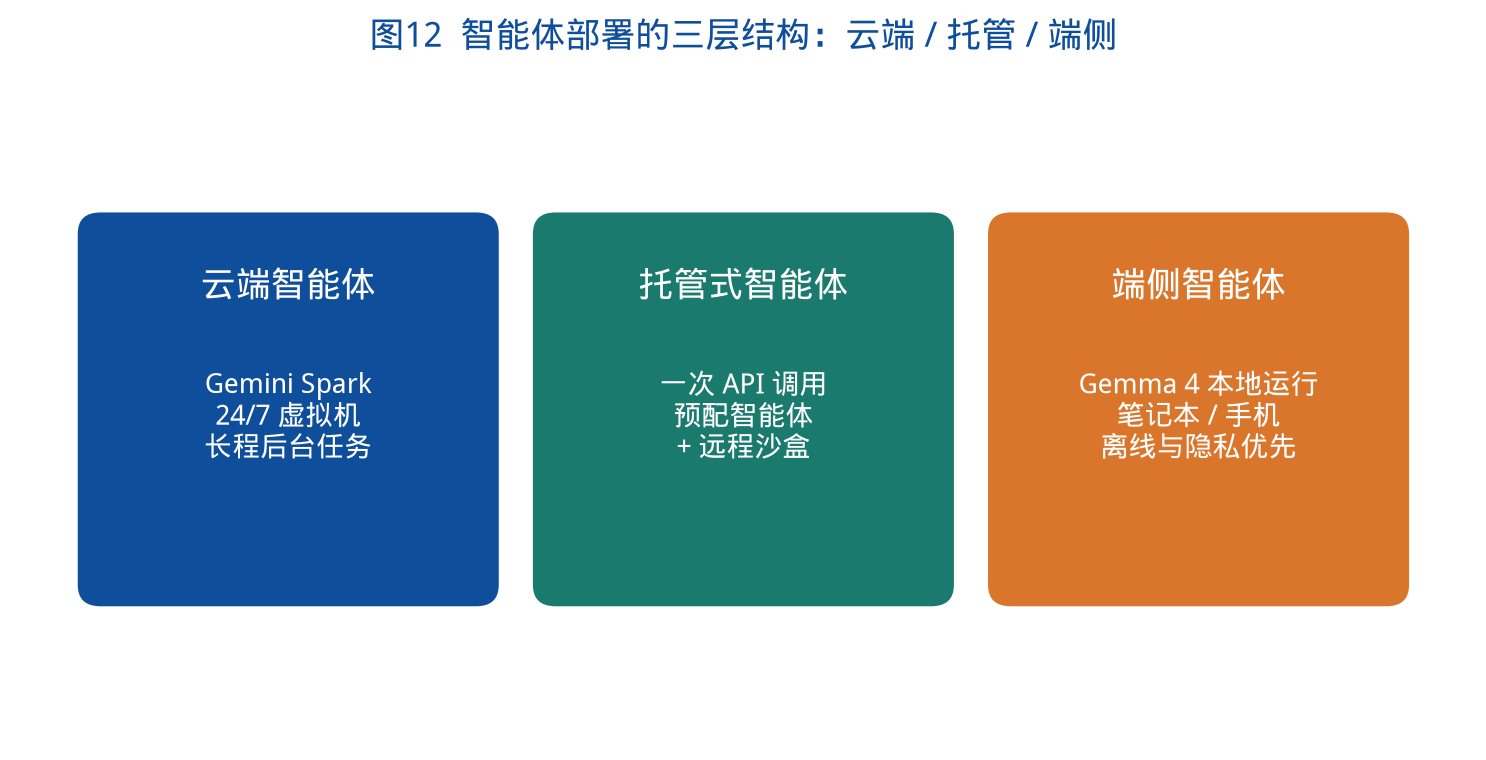 图12 智能体部署的三层结构：云端 / 托管 / 端侧
云端智能体
Gemini Spark
24/7 虚拟机
长程后台任务
托管式智能体
一次 API 调用
预配智能体
+ 远程沙盒
端侧智能体
Gemma 4 本地运行
笔记本 / 手机
离线与隐私优先